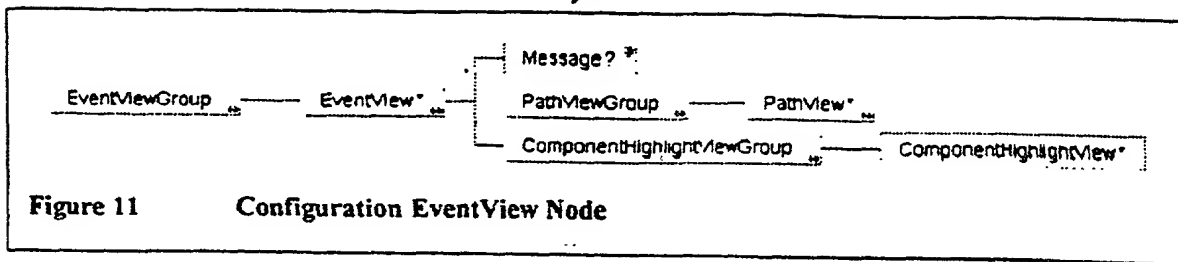 Message?
EventViewGroup EventView* PathViewGroup PathView*
ComponentHighlightViewGroup ComponentHighlightView*
Figure 11 Configuration EventView Node